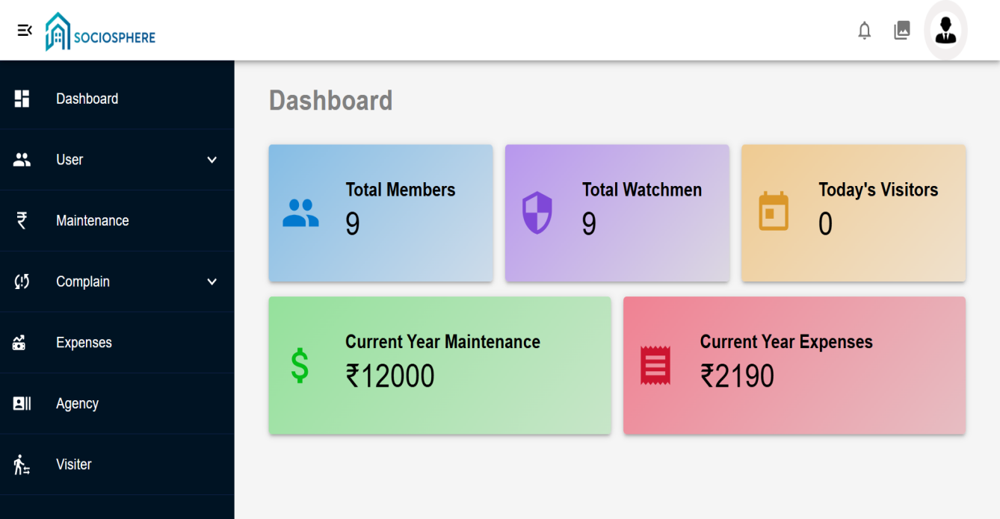 SOCIOSPHERE
Dashboard
User
Maintenance
Complain
Expenses
Agency
Visiter
Dashboard
Total Members
9
Total Watchmen
9
Today's Visitors
0
Current Year Maintenance
₹12000
Current Year Expenses
₹2190